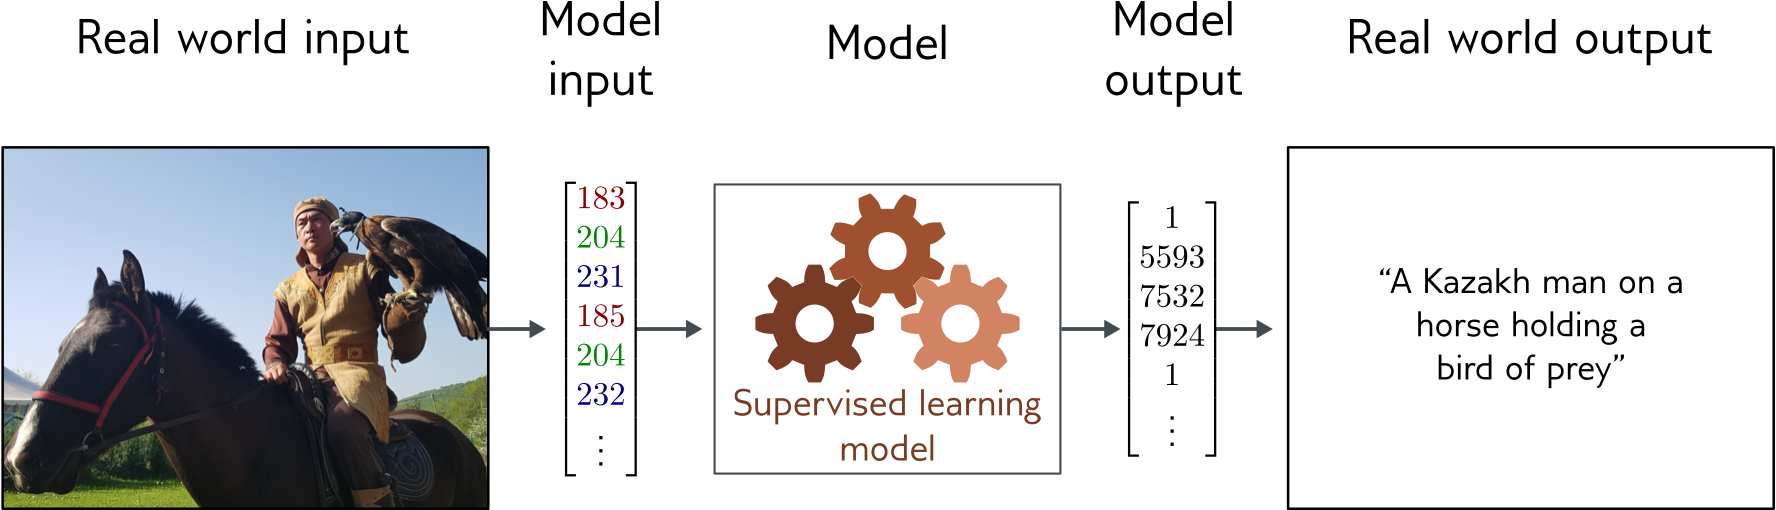 Real world input
Model
input
Model
Model
output
Real world output
183
204
231
185
204
232
⋮
Supervised learning
model
1
5593
7532
7924
1
⋮
“A Kazakh man on a
horse holding a
bird of prey”